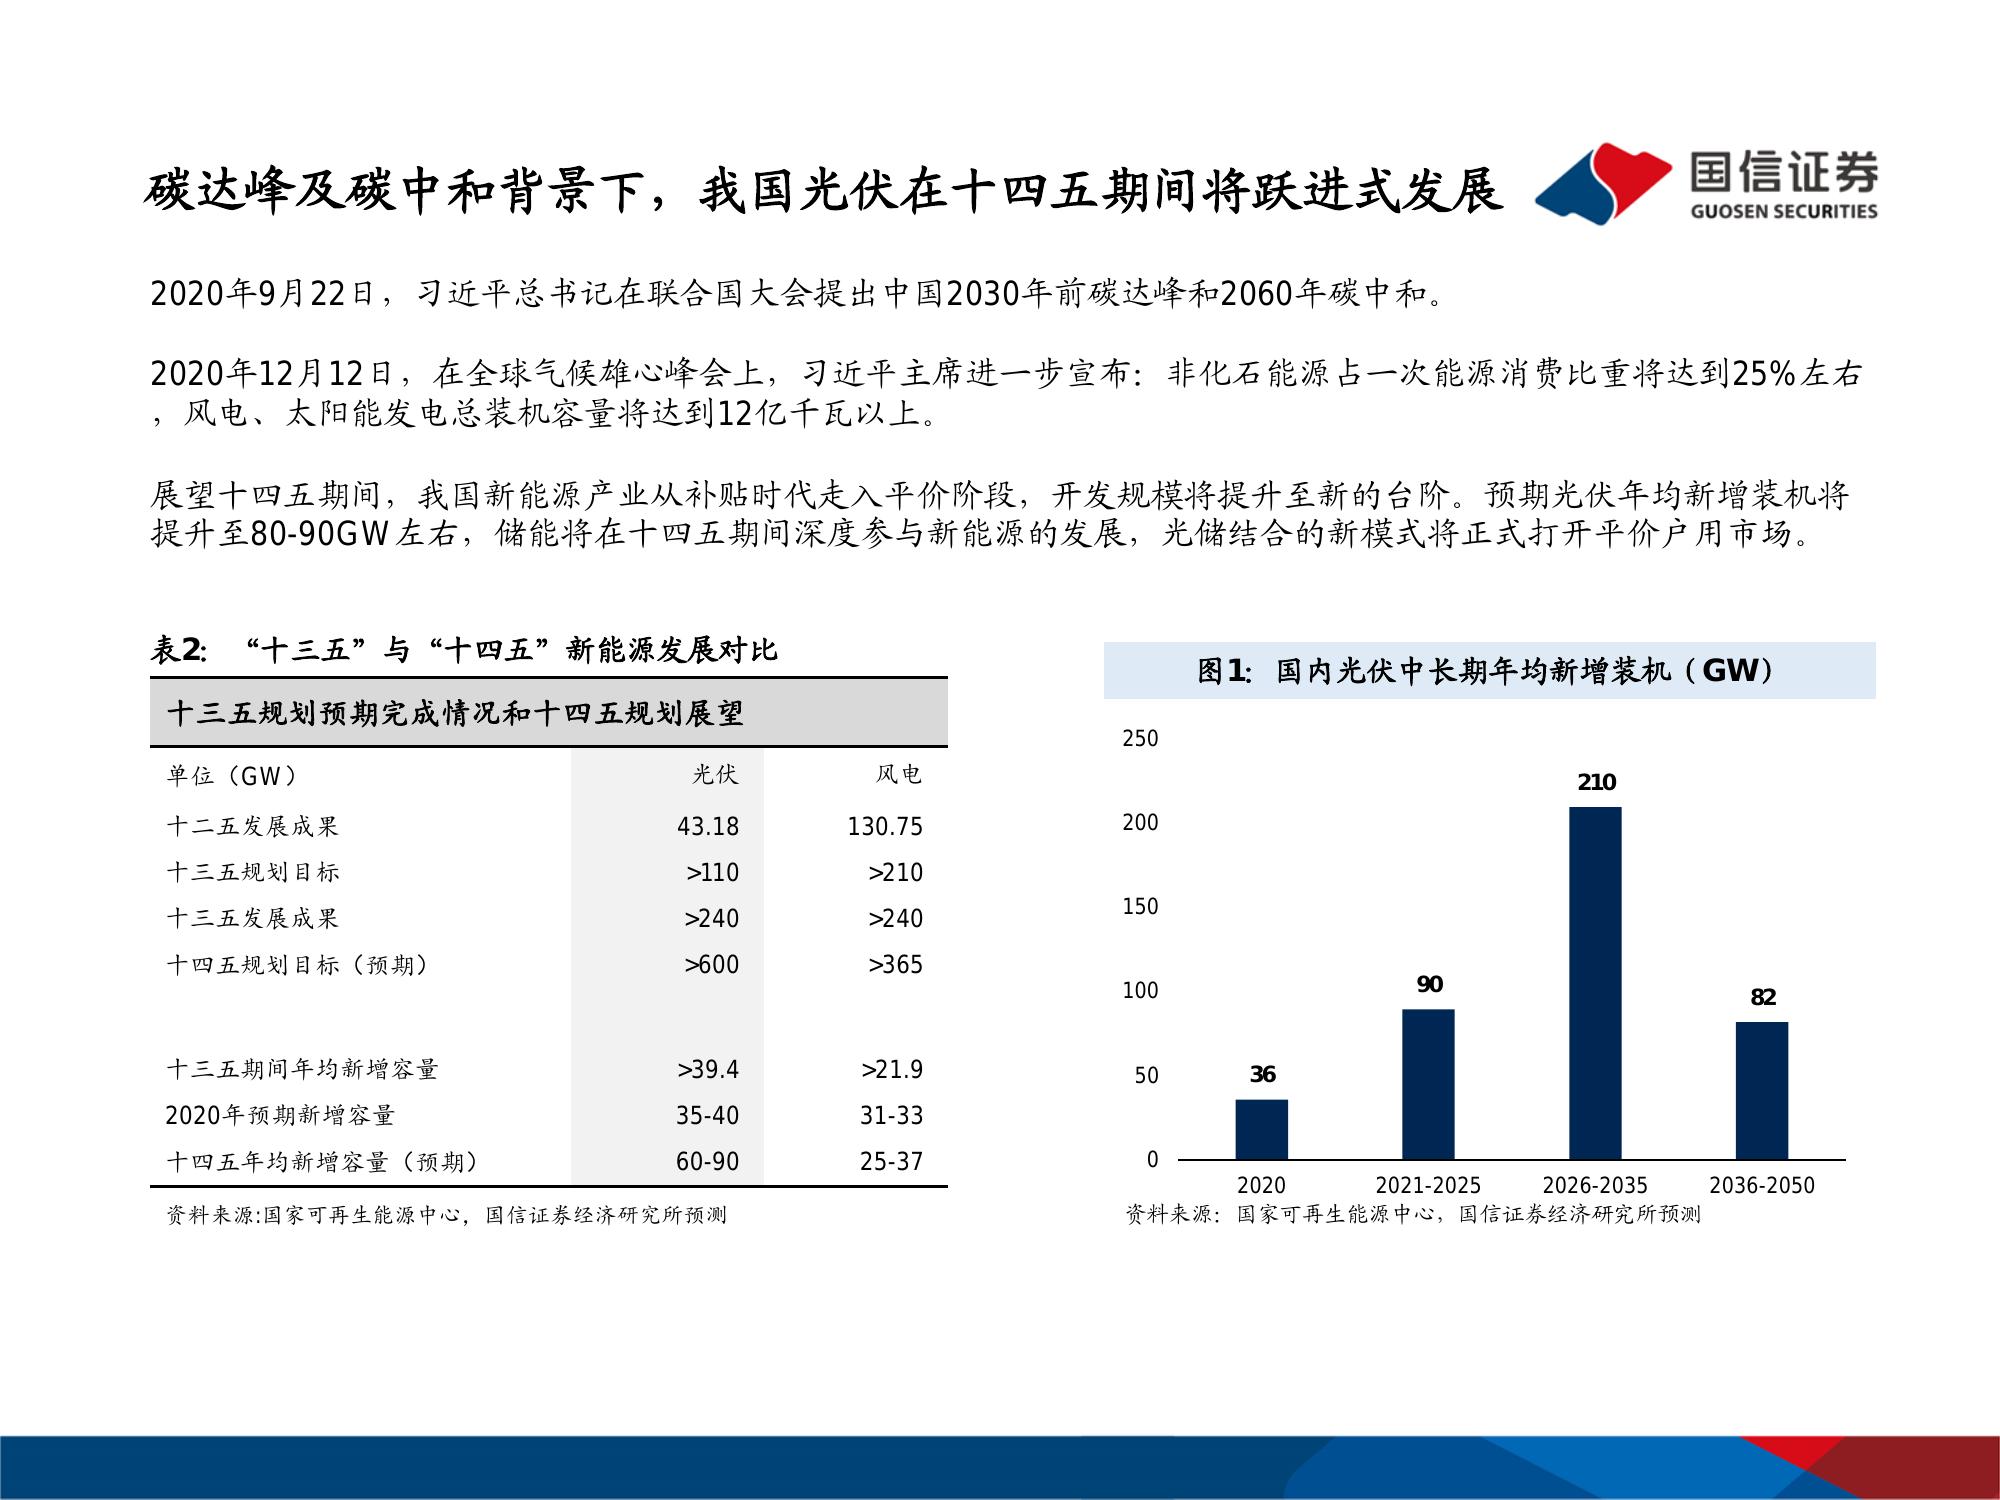 碳达峰及碳中和背景下，我国光伏在十四五期间将跃进式发展
国信证券
GUOSEN SECURITIES
2020年9月22日，习近平总书记在联合国大会提出中国2030年前碳达峰和2060年碳中和。
2020年12月12日，在全球气候雄心峰会上，习近平主席进一步宣布：非化石能源占一次能源消费比重将达到25%左右
，风电、太阳能发电总装机容量将达到12亿千瓦以上。
展望十四五期间，我国新能源产业从补贴时代走入平价阶段，开发规模将提升至新的台阶。预期光伏年均新增装机将
提升至80-90GW左右，储能将在十四五期间深度参与新能源的发展，光储结合的新模式将正式打开平价户用市场。
表2: “十三五”与“十四五”新能源发展对比
十三五规划预期完成情况和十四五规划展望
单位（GW） 光伏 风电
十二五发展成果 43.18 130.75
十三五规划目标 >110 >210
十三五发展成果 >240 >240
十四五规划目标（预期） >600 >365
十三五期间年均新增容量 >39.4 >21.9
2020年预期新增容量 35-40 31-33
十四五年均新增容量（预期） 60-90 25-37
资料来源:国家可再生能源中心，国信证券经济研究所预测
图1: 国内光伏中长期年均新增装机（GW）
250
200
150
100
50
0
36
90
210
82
2020 2021-2025 2026-2035 2036-2050
资料来源：国家可再生能源中心，国信证券经济研究所预测